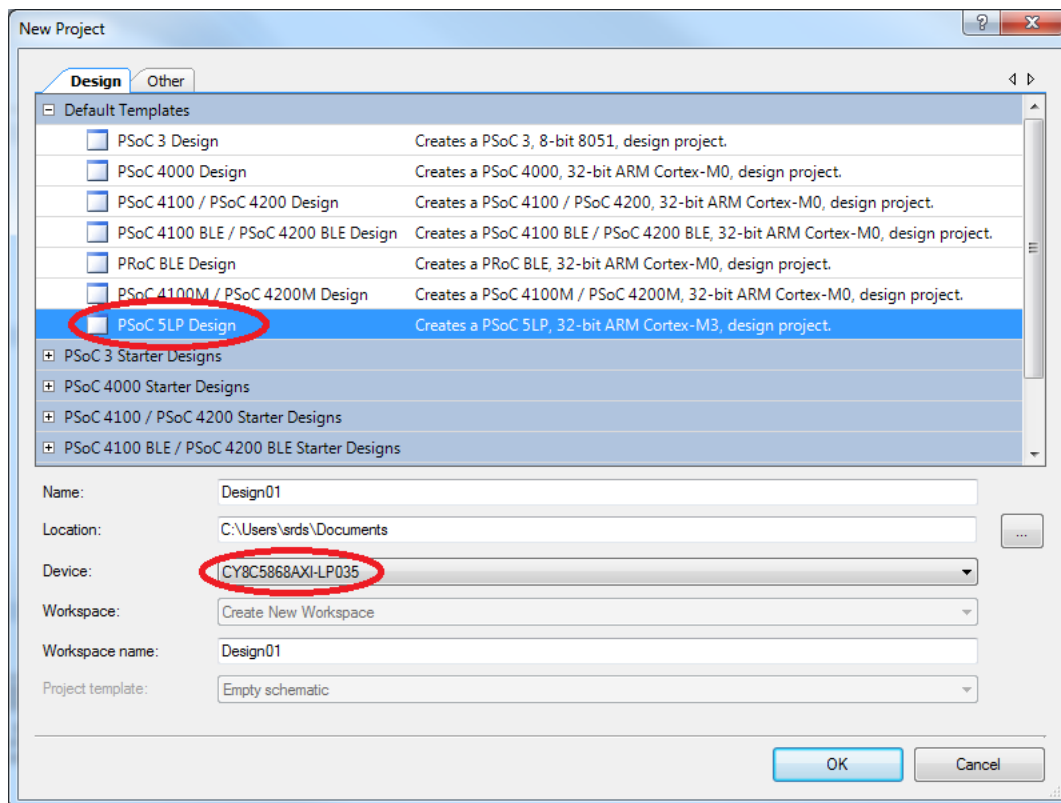 New Project
Design Other
Default Templates
PSoC 3 Design Creates a PSoC 3, 8-bit 8051, design project.
PSoC 4000 Design Creates a PSoC 4000, 32-bit ARM Cortex-M0, design project.
PSoC 4100 / PSoC 4200 Design Creates a PSoC 4100 / PSoC 4200, 32-bit ARM Cortex-M0, design project.
PSoC 4100 BLE / PSoC 4200 BLE Design Creates a PSoC 4100 BLE / PSoC 4200 BLE, 32-bit ARM Cortex-M0, design project.
PRoC BLE Design Creates a PRoC BLE, 32-bit ARM Cortex-M0, design project.
PSoC 4100M / PSoC 4200M Design Creates a PSoC 4100M / PSoC 4200M, 32-bit ARM Cortex-M0, design project.
PSoC 5LP Design Creates a PSoC 5LP, 32-bit ARM Cortex-M3, design project.
PSoC 3 Starter Designs
PSoC 4000 Starter Designs
PSoC 4100 / PSoC 4200 Starter Designs
PSoC 4100 BLE / PSoC 4200 BLE Starter Designs
Name: Design01
Location: C:\Users\srds\Documents ...
Device: CY8C5868AXI-LP035
Workspace: Create New Workspace
Workspace name: Design01
Project template: Empty schematic
OK Cancel